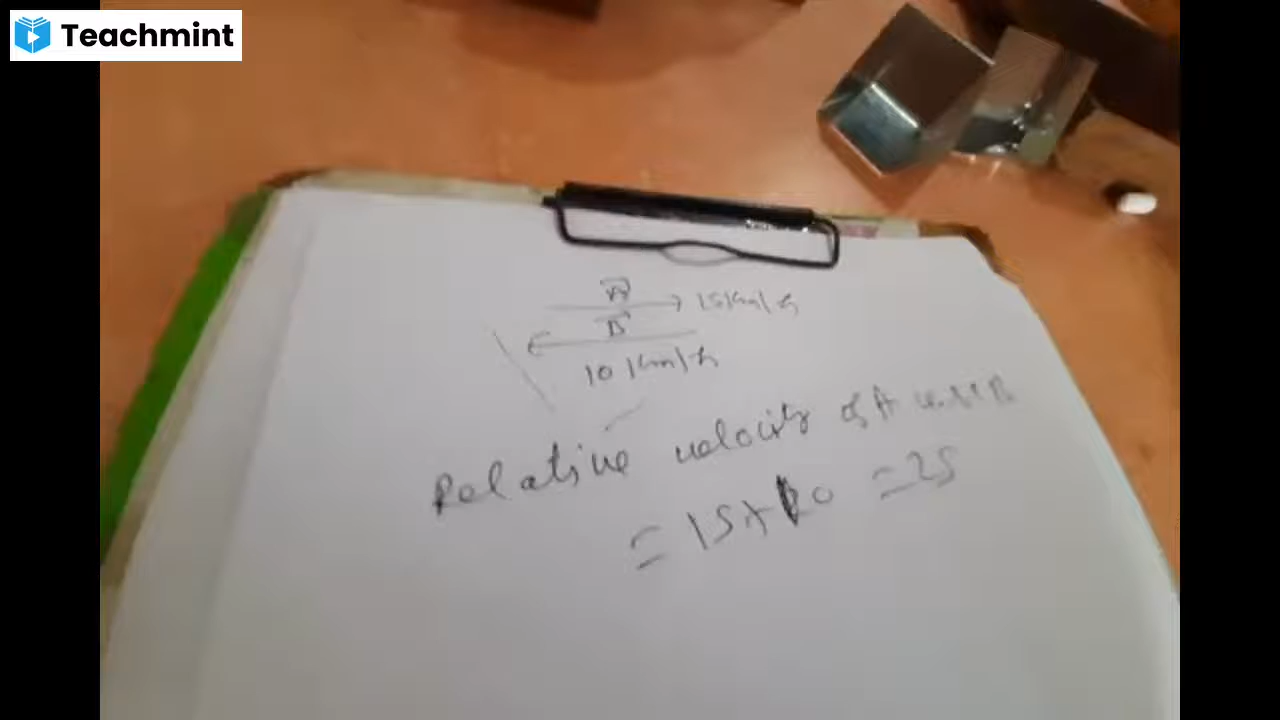 Teachmint
A
15 km/h
B
10 km/h
Relative velocity of A w.r.t B
= 15+10 = 25